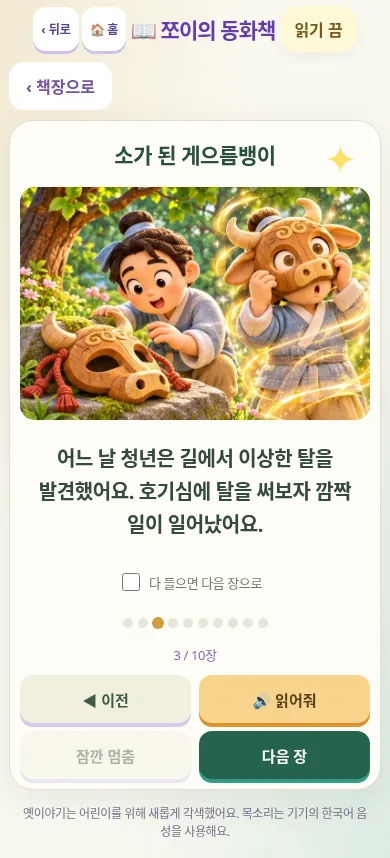 ‹ 뒤로
🏠 홈
📖 쪼이의 동화책
읽기 끔
‹ 책장으로
소가 된 게으름뱅이
어느 날 청년은 길에서 이상한 탈을
발견했어요. 호기심에 탈을 써보자 깜짝
일이 일어났어요.
다 들으면 다음 장으로
3 / 10장
◀ 이전
🔊 읽어줘
잠깐 멈춤
다음 장
옛이야기는 어린이를 위해 새롭게 각색했어요. 목소리는 기기의 한국어 음
성을 사용해요.